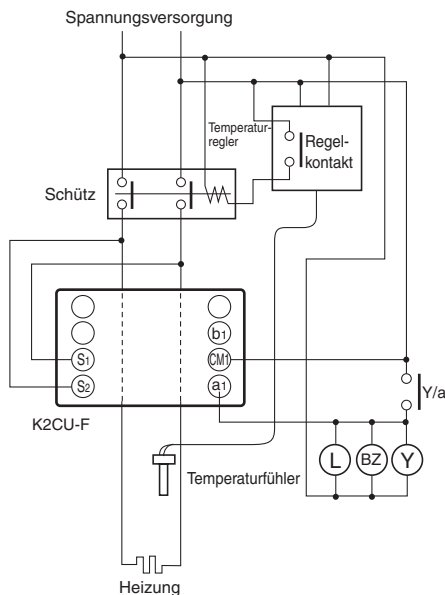 Spannungsversorgung
Temperatur-
regler
Regel-
kontakt
Schütz
b1
S1
CM1
S2
a1
Y/a
K2CU-F
L
BZ
Y
Temperaturfühler
Heizung